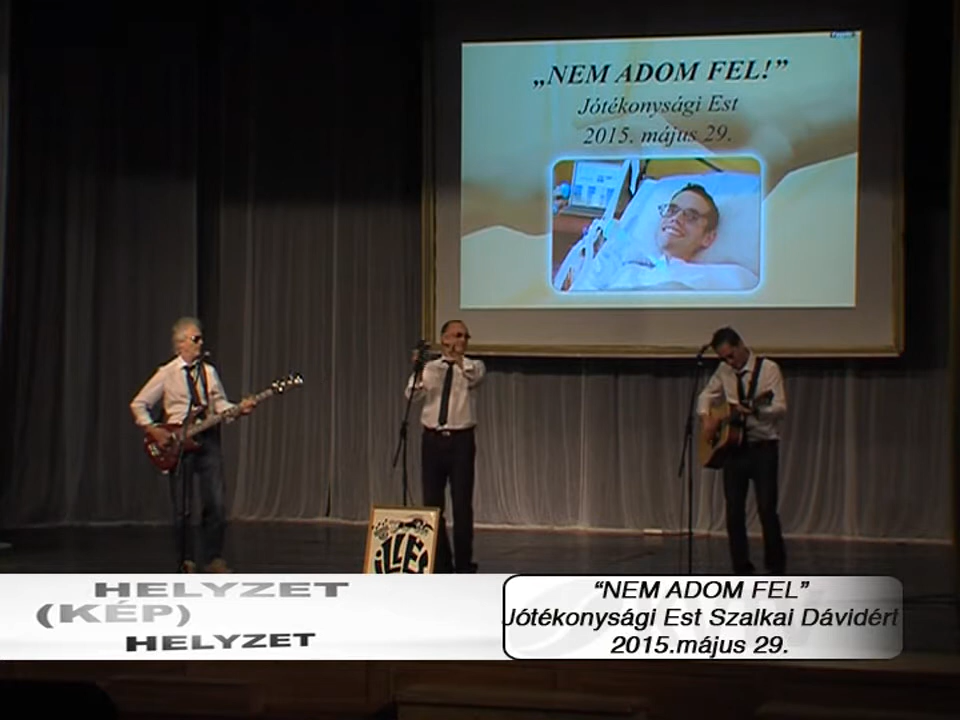 „NEM ADOM FEL!”
Jótékonysági Est
2015. május 29.
iLLÉS
HELYZET
(KÉP)
HELYZET
“NEM ADOM FEL”
Jótékonysági Est Szalkai Dávidért
2015.május 29.